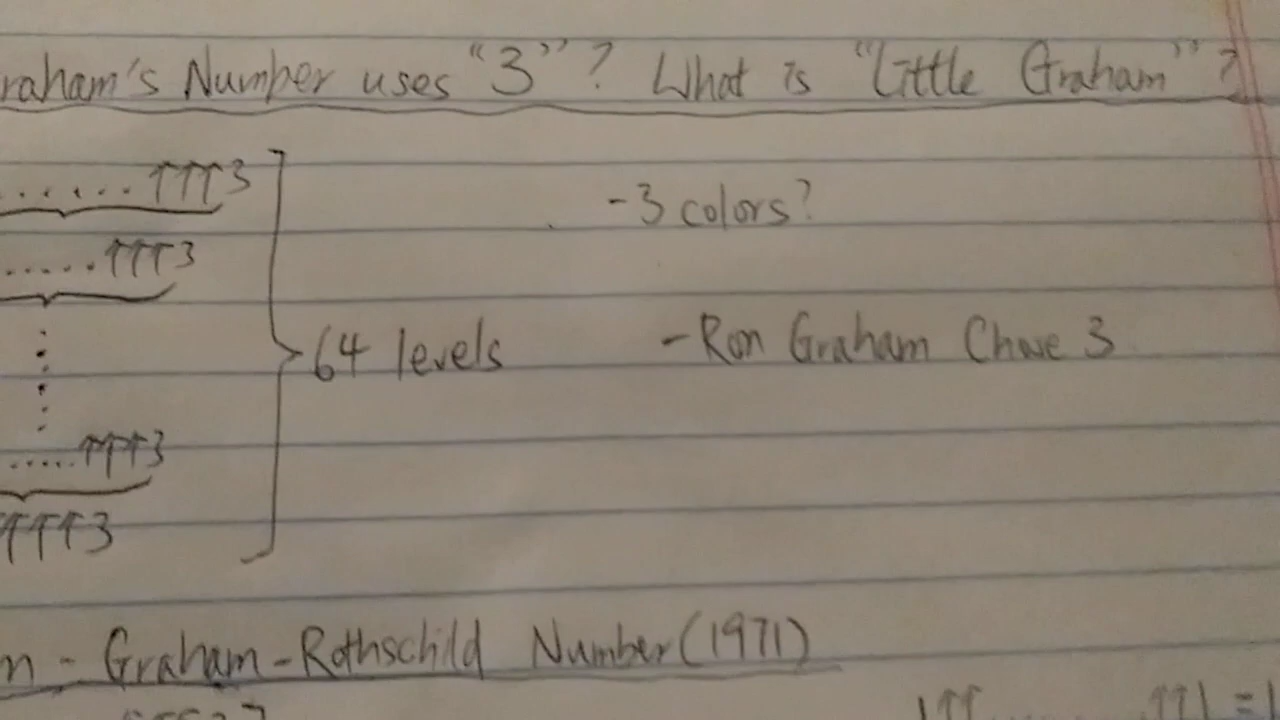 raham's Number uses "3"? What is "Little Graham"?
......↑↑↑3
-3 colors?
.....↑↑↑3
64 levels
-Ron Graham Chose 3
.....↑↑↑3
↑↑↑3
m - Graham-Rothschild Number (1971)